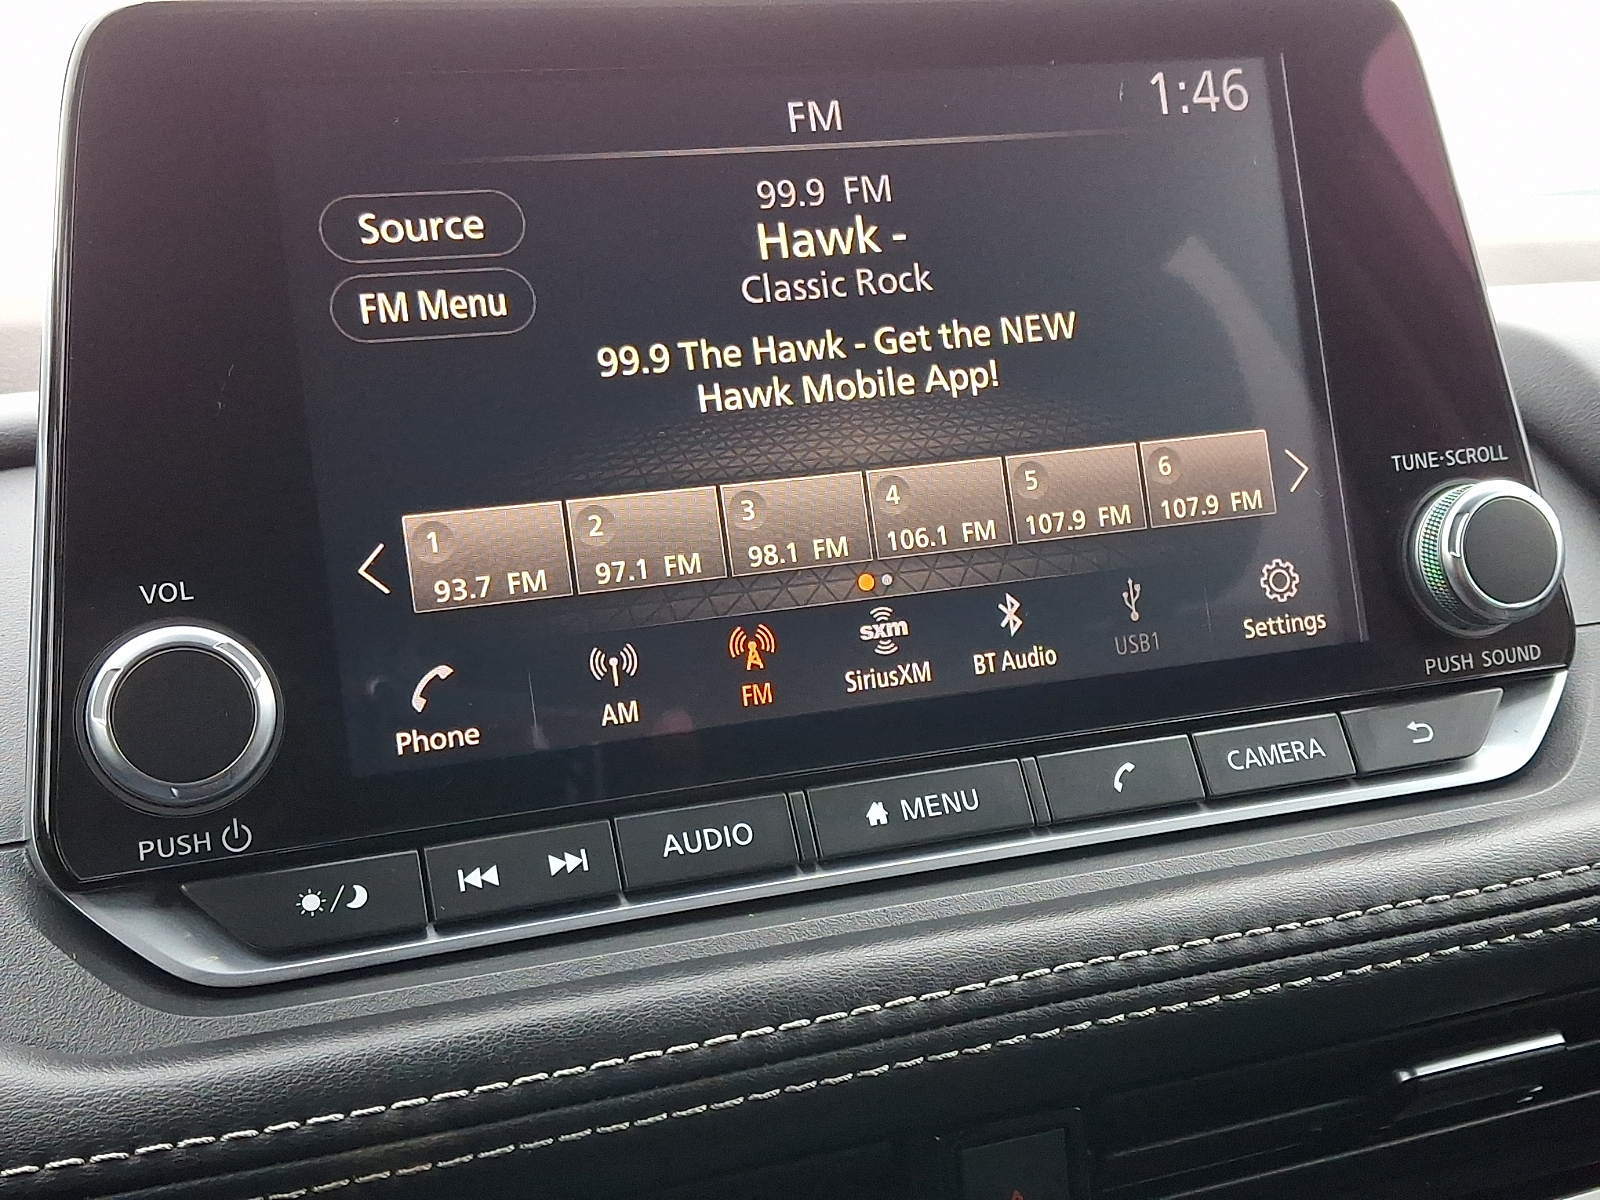 FM
1:46
99.9 FM
Hawk -
Classic Rock
Source
FM Menu
99.9 The Hawk - Get the NEW
Hawk Mobile App!
1
93.7 FM
2
97.1 FM
3
98.1 FM
4
106.1 FM
5
107.9 FM
6
107.9 FM
Phone
AM
FM
sxm
SiriusXM
BT Audio
USB1
Settings
VOL
PUSH
TUNE·SCROLL
PUSH SOUND
AUDIO
MENU
CAMERA